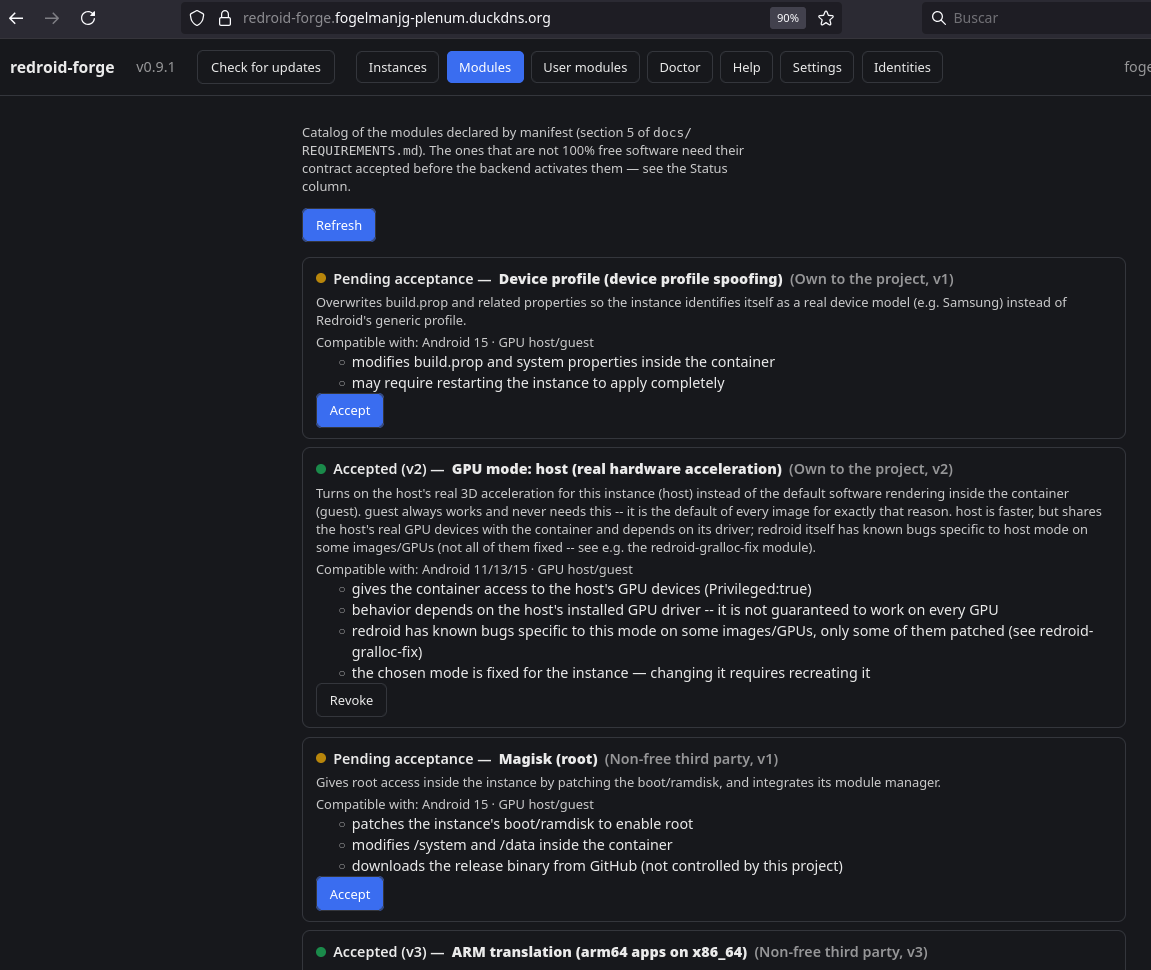 redroid-forge.fogelmanjg-plenum.duckdns.org
90%
Buscar
redroid-forge v0.9.1 Check for updates Instances Modules User modules Doctor Help Settings Identities foge
Catalog of the modules declared by manifest (section 5 of docs/
REQUIREMENTS.md). The ones that are not 100% free software need their
contract accepted before the backend activates them — see the Status
column.
Refresh
Pending acceptance — Device profile (device profile spoofing) (Own to the project, v1)
Overwrites build.prop and related properties so the instance identifies itself as a real device model (e.g. Samsung) instead of
Redroid's generic profile.
Compatible with: Android 15 · GPU host/guest
modifies build.prop and system properties inside the container
may require restarting the instance to apply completely
Accept
Accepted (v2) — GPU mode: host (real hardware acceleration) (Own to the project, v2)
Turns on the host's real 3D acceleration for this instance (host) instead of the default software rendering inside the container
(guest). guest always works and never needs this -- it is the default of every image for exactly that reason. host is faster, but shares
the host's real GPU devices with the container and depends on its driver; redroid itself has known bugs specific to host mode on
some images/GPUs (not all of them fixed -- see e.g. the redroid-gralloc-fix module).
Compatible with: Android 11/13/15 · GPU host/guest
gives the container access to the host's GPU devices (Privileged:true)
behavior depends on the host's installed GPU driver -- it is not guaranteed to work on every GPU
redroid has known bugs specific to this mode on some images/GPUs, only some of them patched (see redroid-
gralloc-fix)
the chosen mode is fixed for the instance — changing it requires recreating it
Revoke
Pending acceptance — Magisk (root) (Non-free third party, v1)
Gives root access inside the instance by patching the boot/ramdisk, and integrates its module manager.
Compatible with: Android 15 · GPU host/guest
patches the instance's boot/ramdisk to enable root
modifies /system and /data inside the container
downloads the release binary from GitHub (not controlled by this project)
Accept
Accepted (v3) — ARM translation (arm64 apps on x86_64) (Non-free third party, v3)